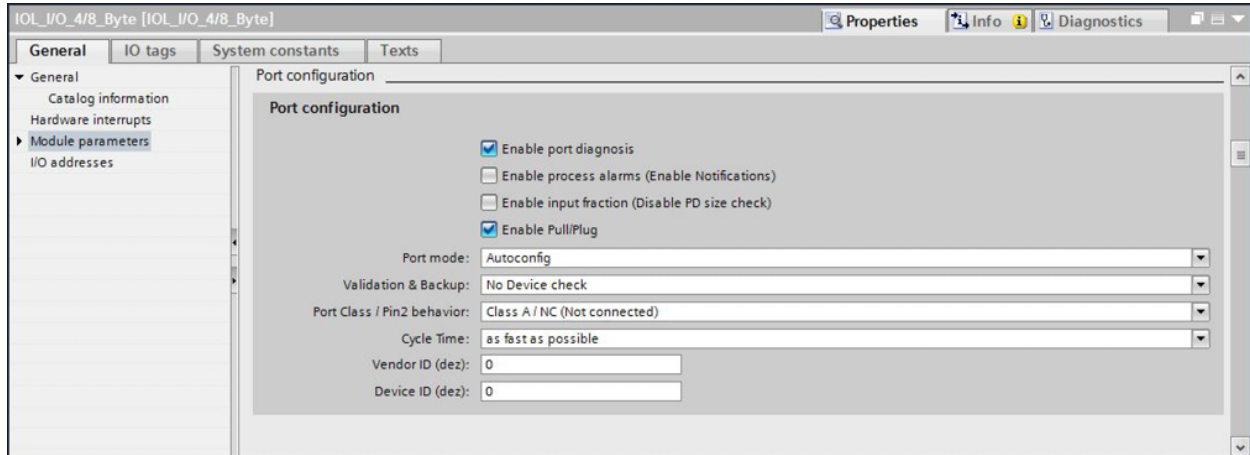 IOL_I/O_4/8_Byte [IOL_I/O_4/8_Byte]
Properties Info Diagnostics
General IO tags System constants Texts
General
Catalog information
Hardware interrupts
Module parameters
I/O addresses
Port configuration
Port configuration
Enable port diagnosis
Enable process alarms (Enable Notifications)
Enable input fraction (Disable PD size check)
Enable Pull/Plug
Port mode: Autoconfig
Validation & Backup: No Device check
Port Class / Pin2 behavior: Class A / NC (Not connected)
Cycle Time: as fast as possible
Vendor ID (dez): 0
Device ID (dez): 0